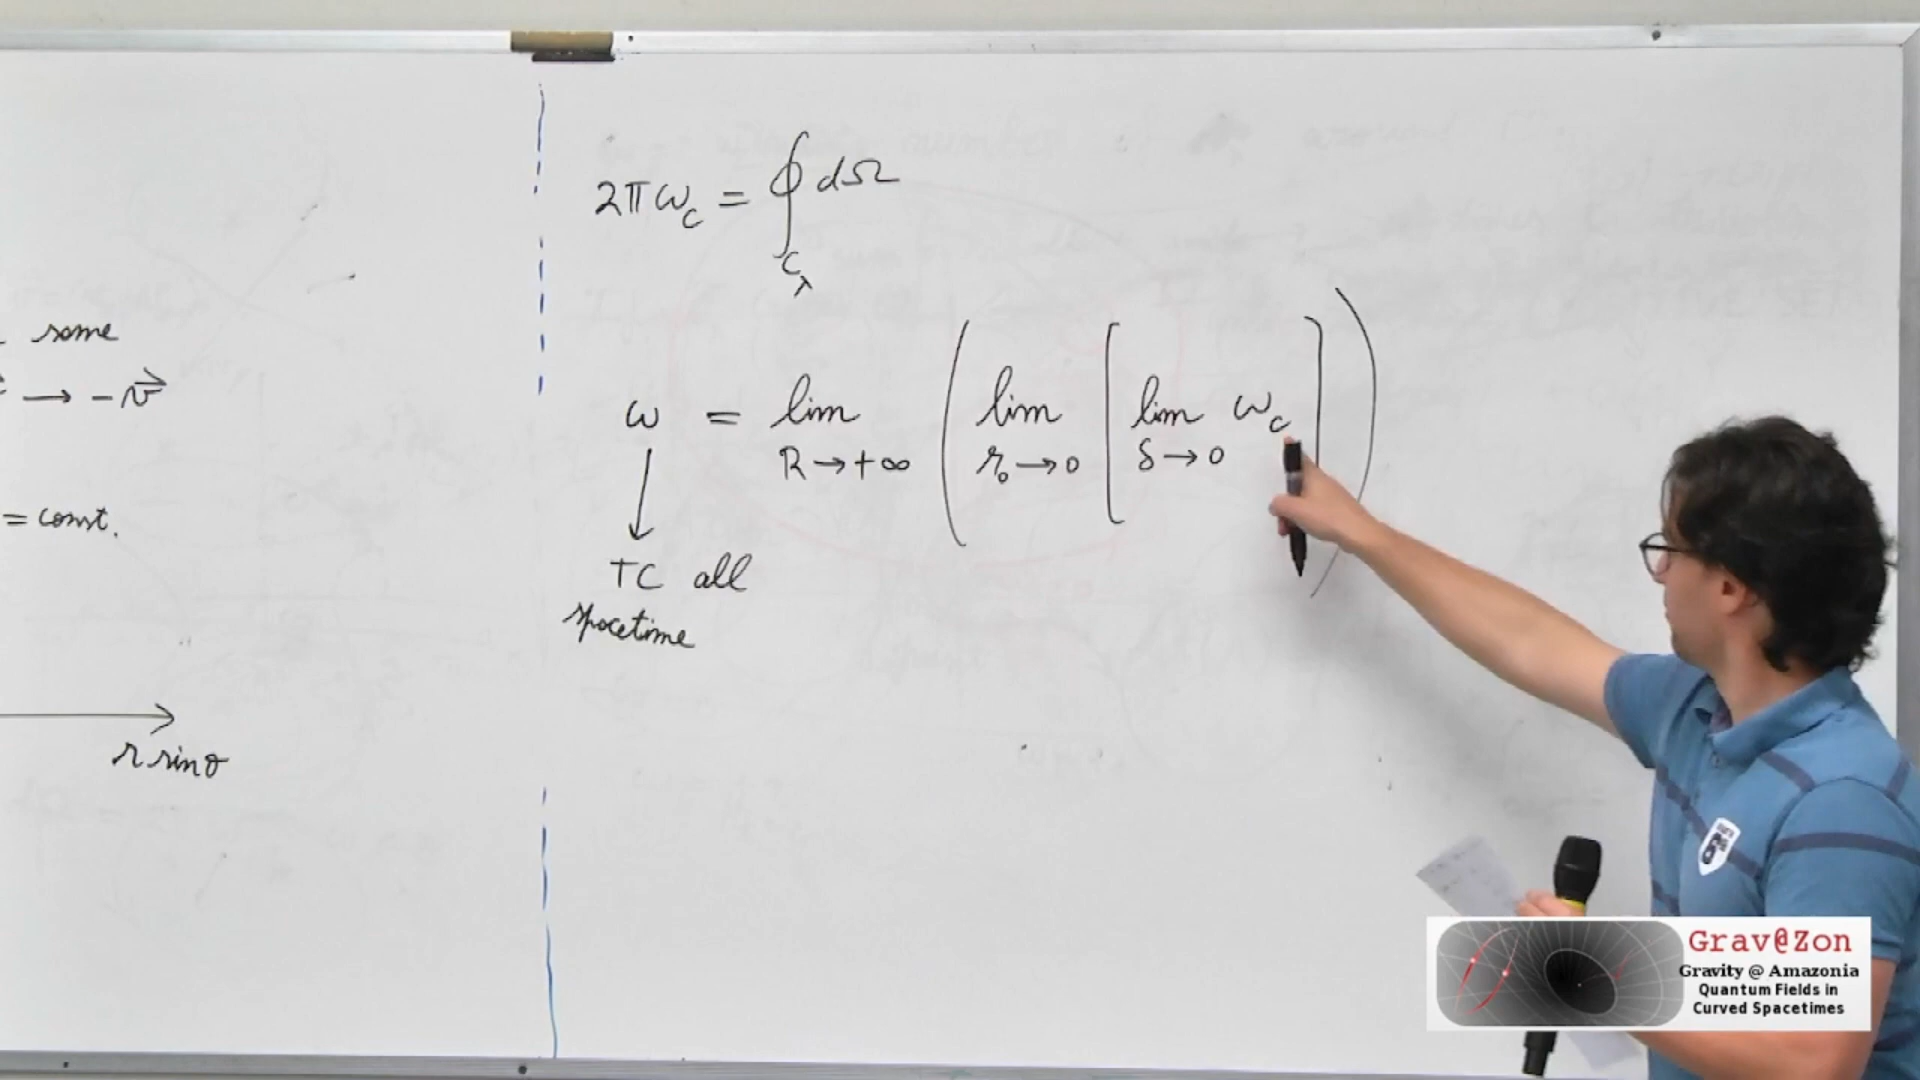 some
→ -v⃗
= const.
r sinθ
2π ω_C = ∮_{C_λ} dΩ
ω = lim_{R→+∞} ( lim_{r₀→0} [ lim_{δ→0} ω_C ] )
↓
TC all
spacetime
Grav@Zon
Gravity @ Amazonia
Quantum Fields in
Curved Spacetimes